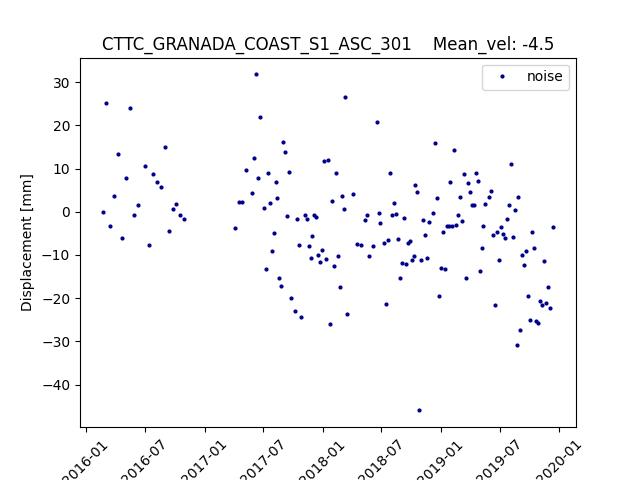 CTTC_GRANADA_COAST_S1_ASC_301 Mean_vel: -4.5
noise
30
20
10
0
−10
−20
−30
−40
Displacement [mm]
2016-01 2016-07 2017-01 2017-07 2018-01 2018-07 2019-01 2019-07 2020-01